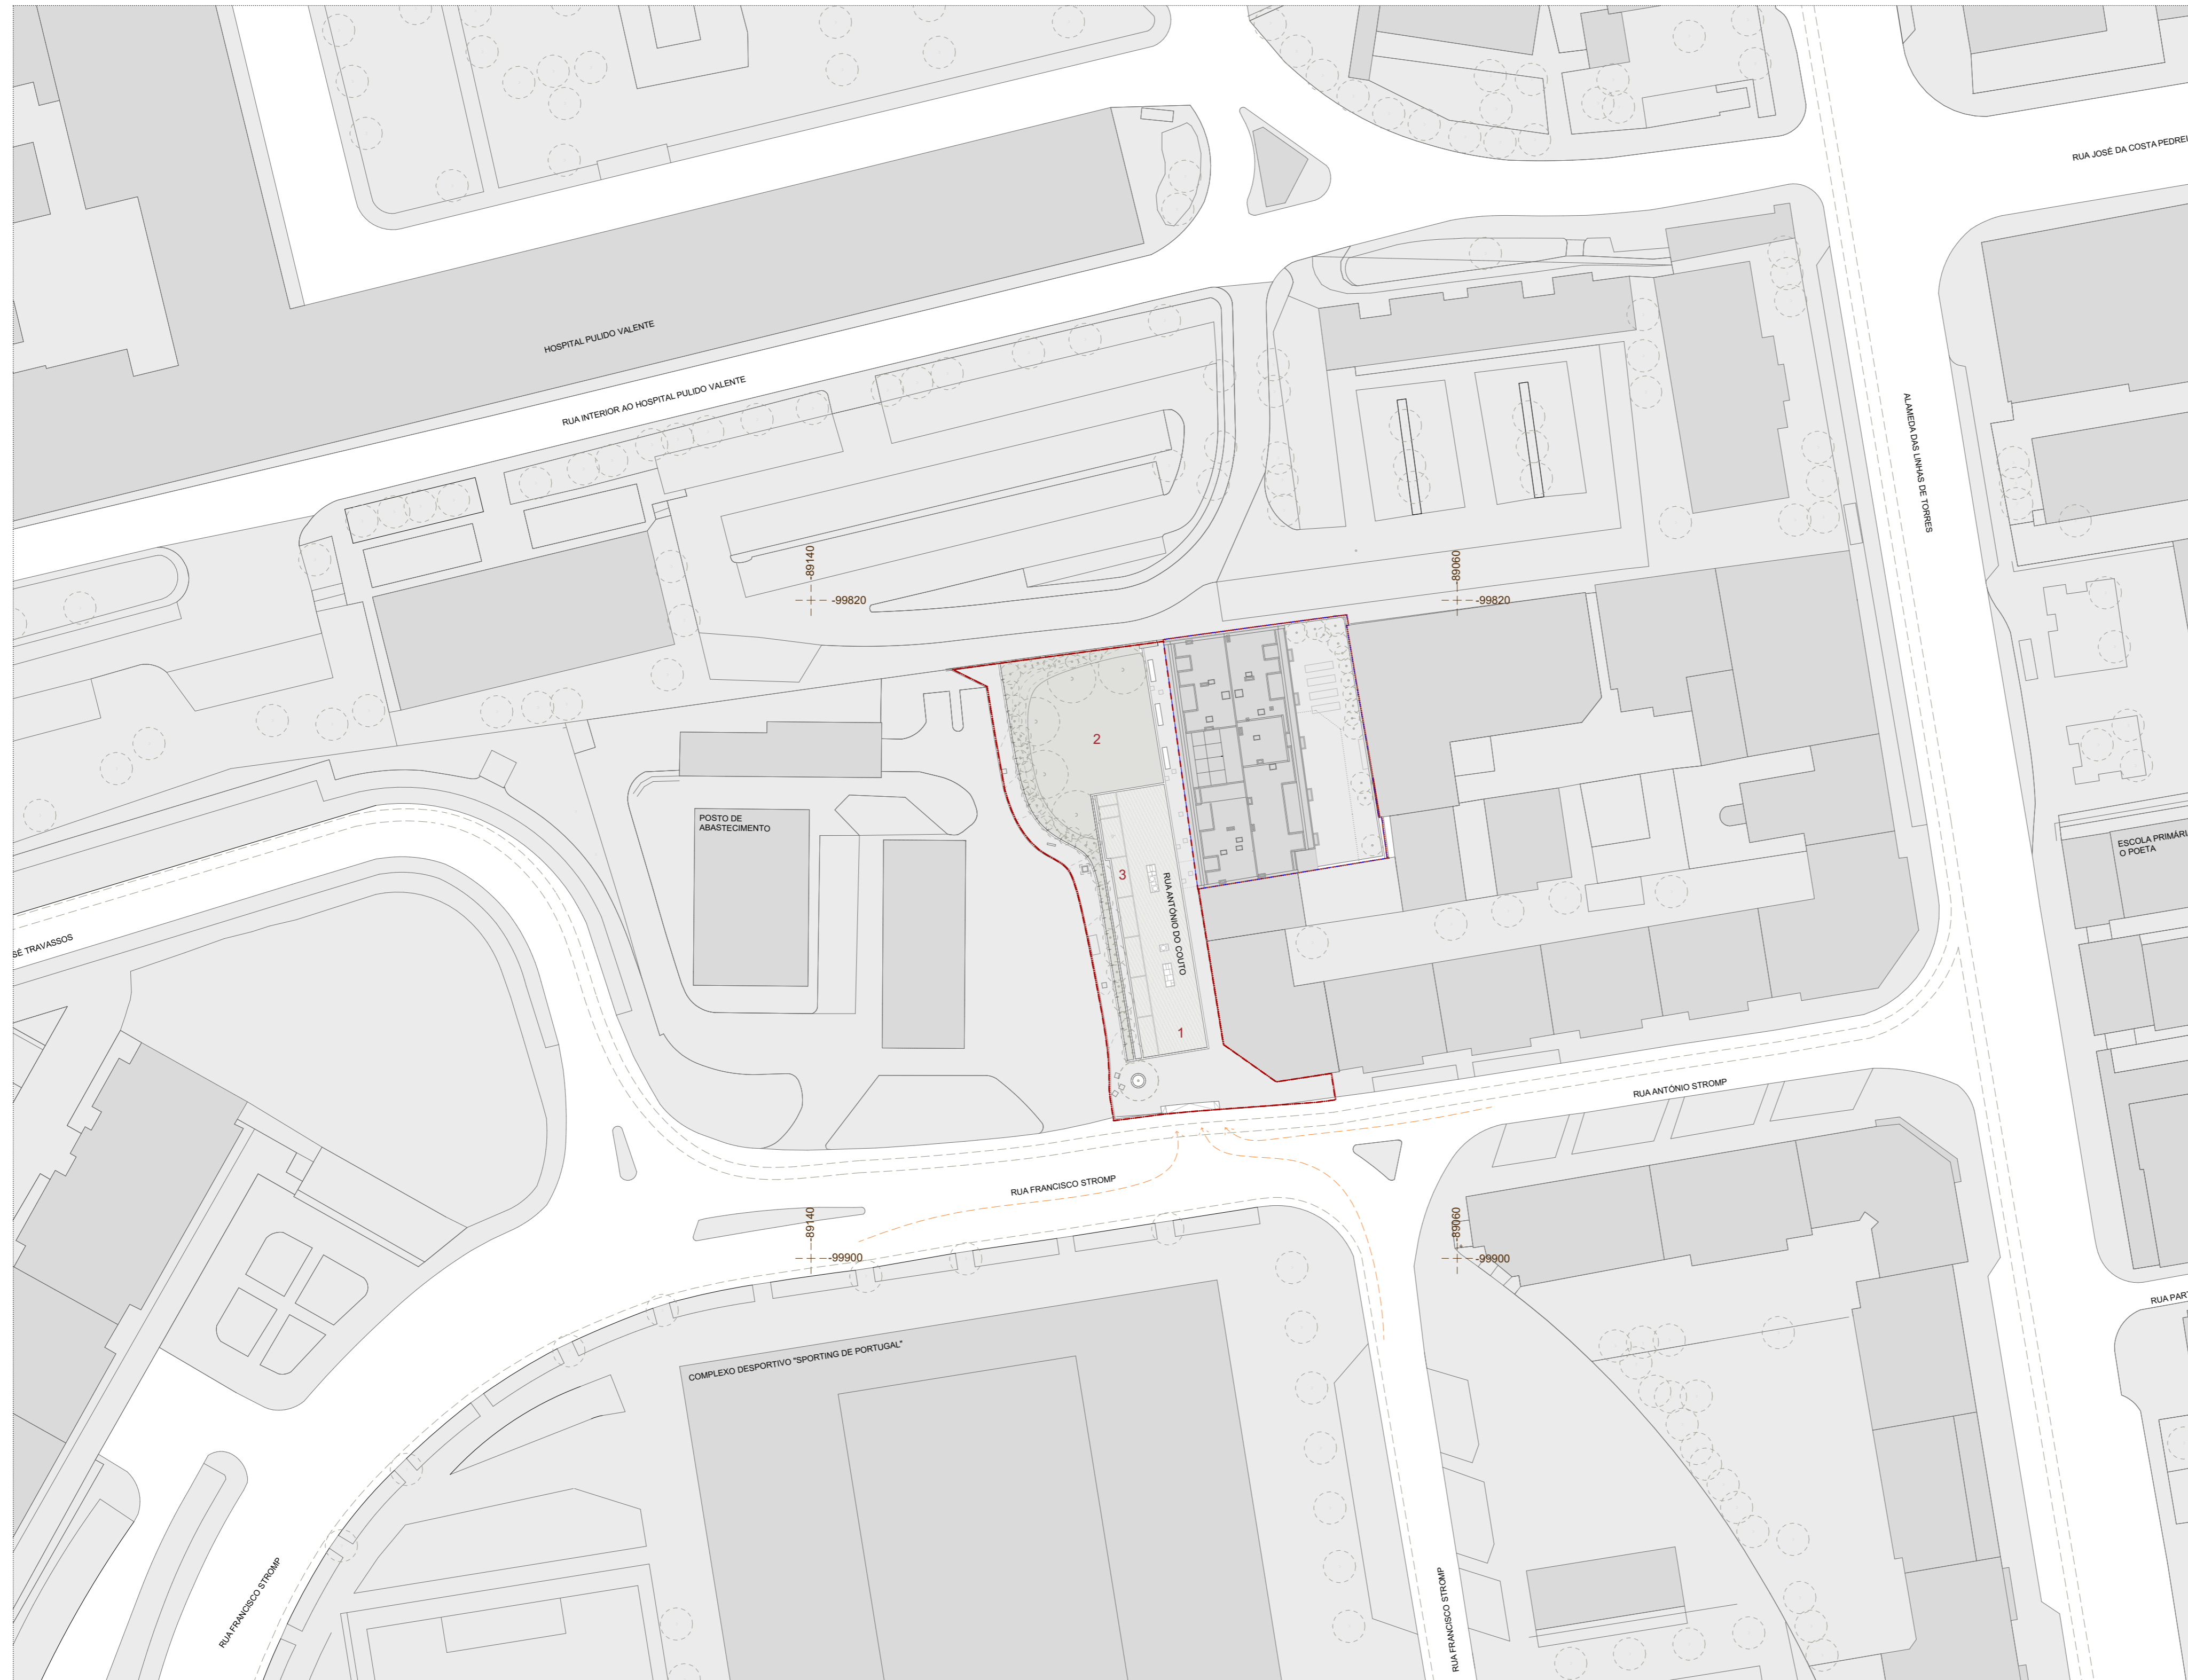 RUA JOSÉ DA COSTA PEDREI
HOSPITAL PULIDO VALENTE
RUA INTERIOR AO HOSPITAL PULIDO VALENTE
ALAMEDA DAS LINHAS DE TORRES
-89140
-99820
-89060
-99820
2
POSTO DE
ABASTECIMENTO
ESCOLA PRIMÁRI
O POETA
3
RUA ANTÓNIO DO COUTO
SÉ TRAVASSOS
1
RUA ANTÓNIO STROMP
RUA FRANCISCO STROMP
-89140
-99900
-89060
-99900
RUA PAR
COMPLEXO DESPORTIVO "SPORTING DE PORTUGAL"
RUA FRANCISCO STROMP
RUA FRANCISCO STROMP